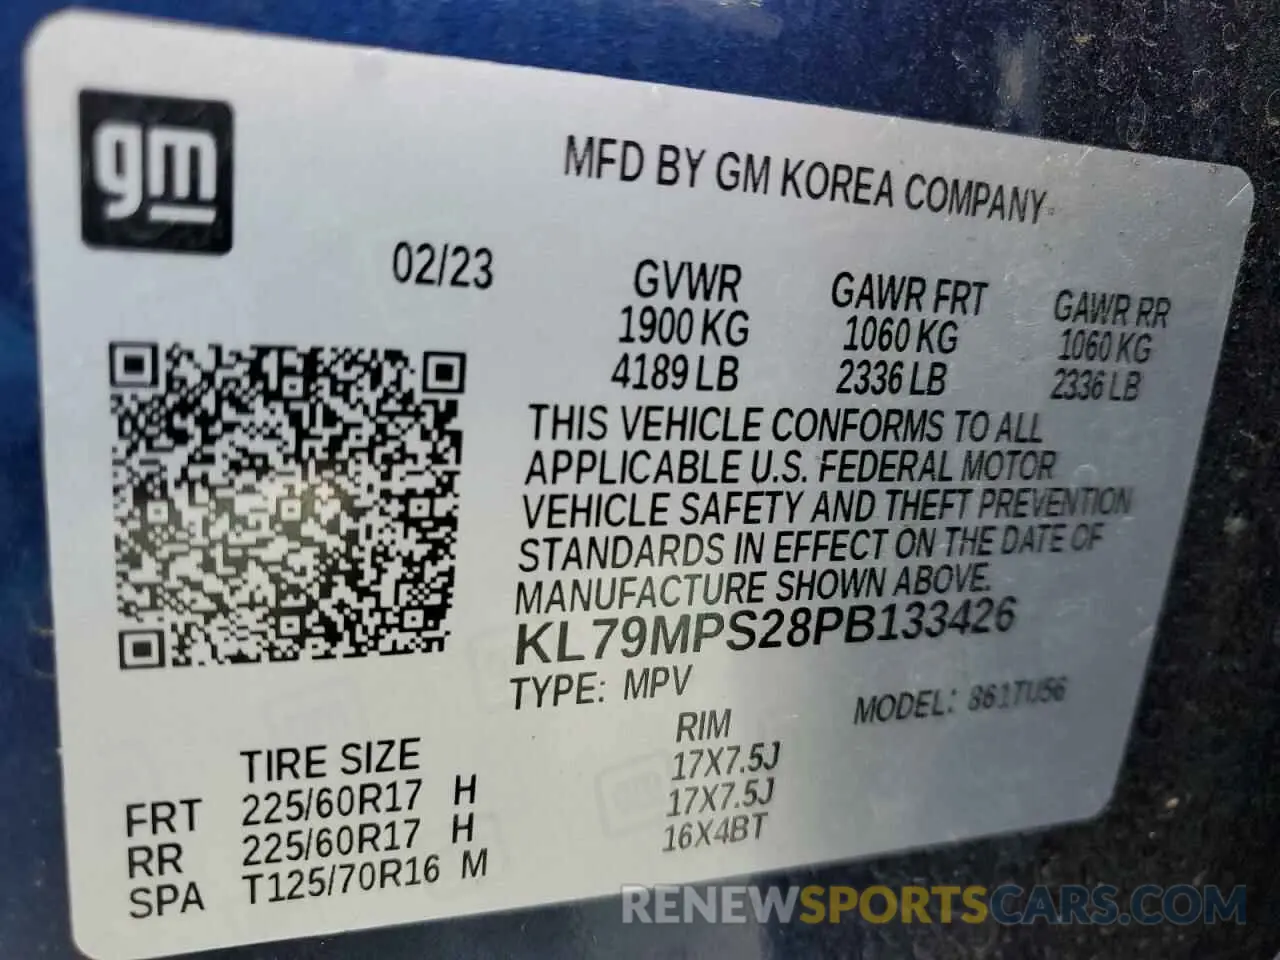 gm
MFD BY GM KOREA COMPANY
02/23
GVWR GAWR FRT GAWR RR
1900 KG 1060 KG 1060 KG
4189 LB 2336 LB 2336 LB
THIS VEHICLE CONFORMS TO ALL
APPLICABLE U.S. FEDERAL MOTOR
VEHICLE SAFETY AND THEFT PREVENTION
STANDARDS IN EFFECT ON THE DATE OF
MANUFACTURE SHOWN ABOVE.
KL79MPS28PB133426
TYPE: MPV MODEL: 861TU56
TIRE SIZE RIM
FRT 225/60R17 H 17X7.5J
RR 225/60R17 H 17X7.5J
SPA T125/70R16 M 16X4BT
RENEWSPORTSCARS.COM